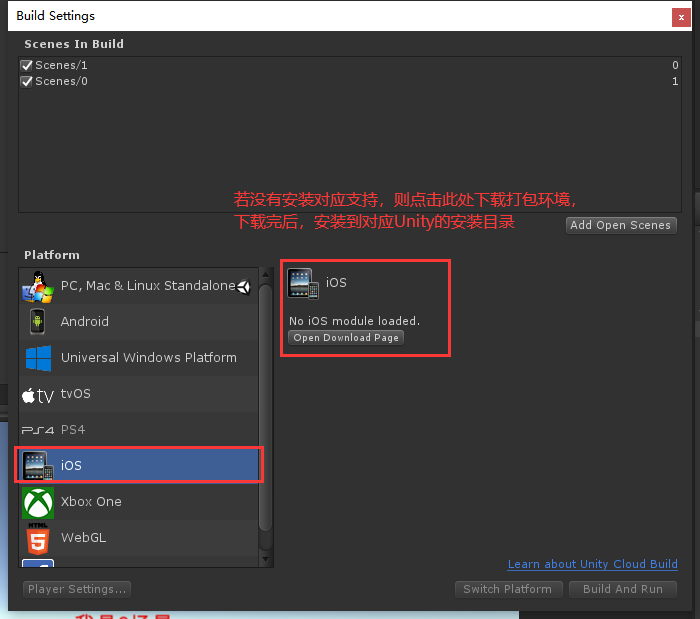 Build Settings
x
Scenes In Build
Scenes/1 0
Scenes/0 1
若没有安装对应支持，则点击此处下载打包环境，
下载完后，安装到对应Unity的安装目录
Add Open Scenes
Platform
PC, Mac & Linux Standalone
Android
Universal Windows Platform
tv tvOS
PS4 PS4
iOS
Xbox One
HTML
5 WebGL
iOS
No iOS module loaded.
Open Download Page
Learn about Unity Cloud Build
Player Settings...
Switch Platform
Build And Run